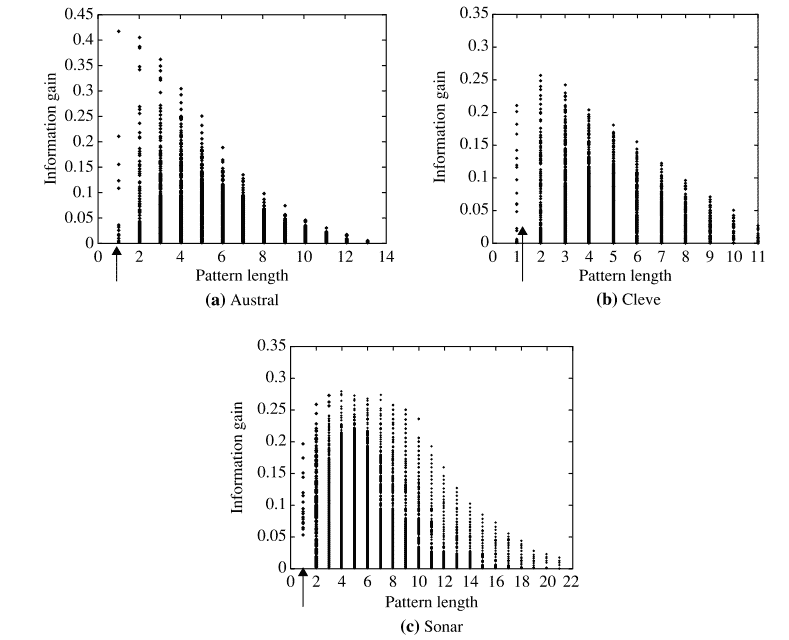 0.45
0.4
0.35
0.3
0.25
0.2
0.15
0.1
0.05
0
Information gain
0 2 4 6 8 10 12 14
Pattern length
(a) Austral
0.35
0.3
0.25
0.2
0.15
0.1
0.05
0
Information gain
0 1 2 3 4 5 6 7 8 9 10 11
Pattern length
(b) Cleve
0.35
0.3
0.25
0.2
0.15
0.1
0.05
0
Information gain
0 2 4 6 8 10 12 14 16 18 20 22
Pattern length
(c) Sonar